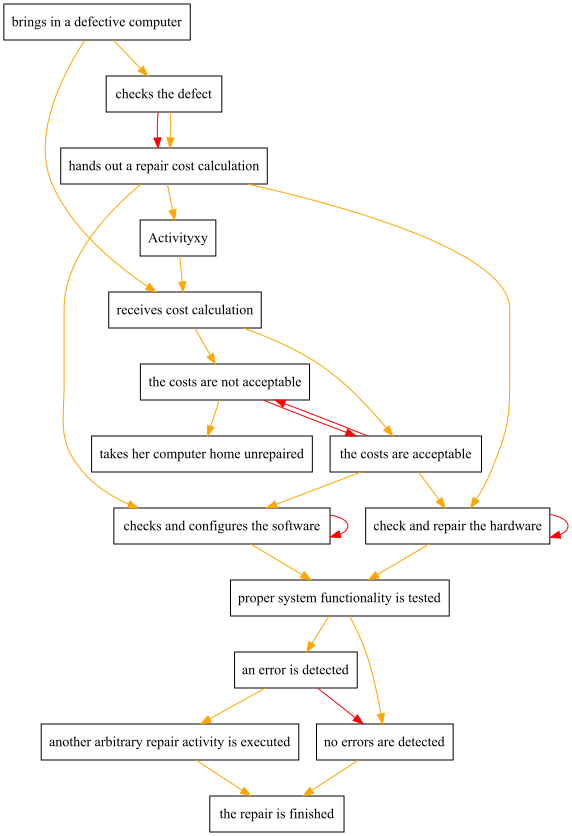 brings in a defective computer
checks the defect
hands out a repair cost calculation
Activityxy
receives cost calculation
the costs are not acceptable
takes her computer home unrepaired
the costs are acceptable
checks and configures the software
check and repair the hardware
proper system functionality is tested
an error is detected
another arbitrary repair activity is executed
no errors are detected
the repair is finished